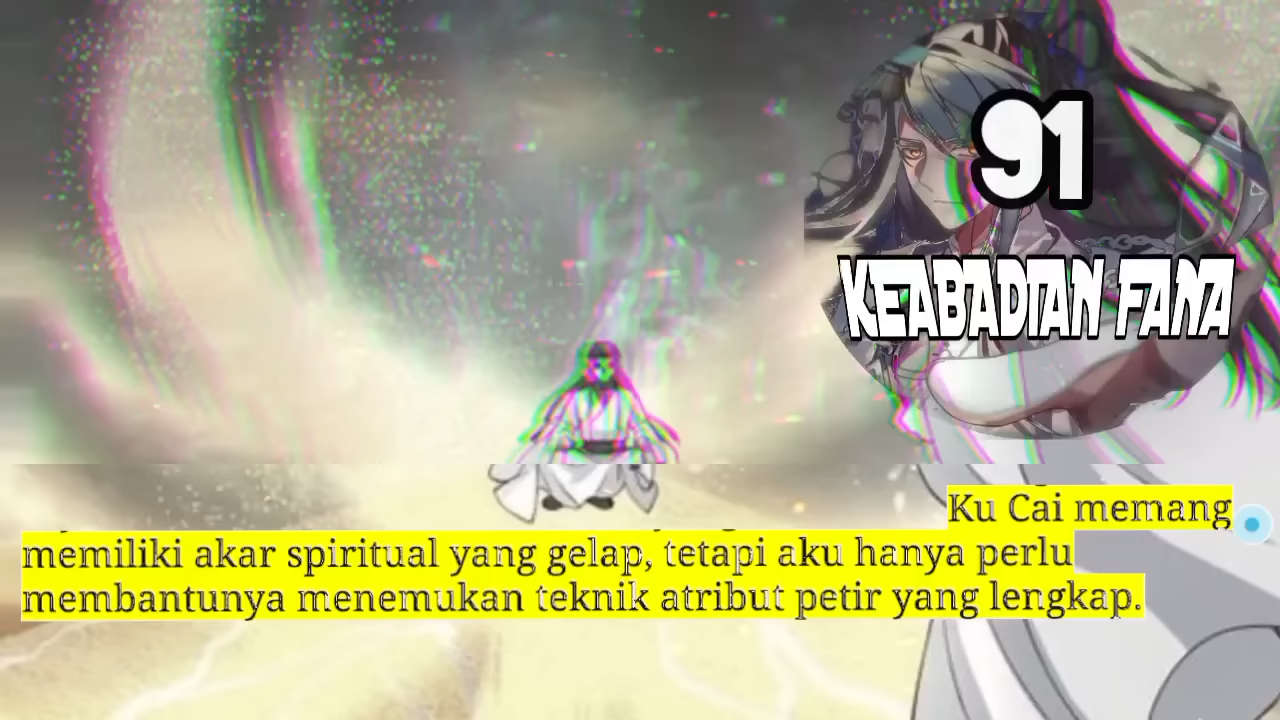 91
KEABADIAN FANA
Ku Cai memang
memiliki akar spiritual yang gelap, tetapi aku hanya perlu
membantunya menemukan teknik atribut petir yang lengkap.